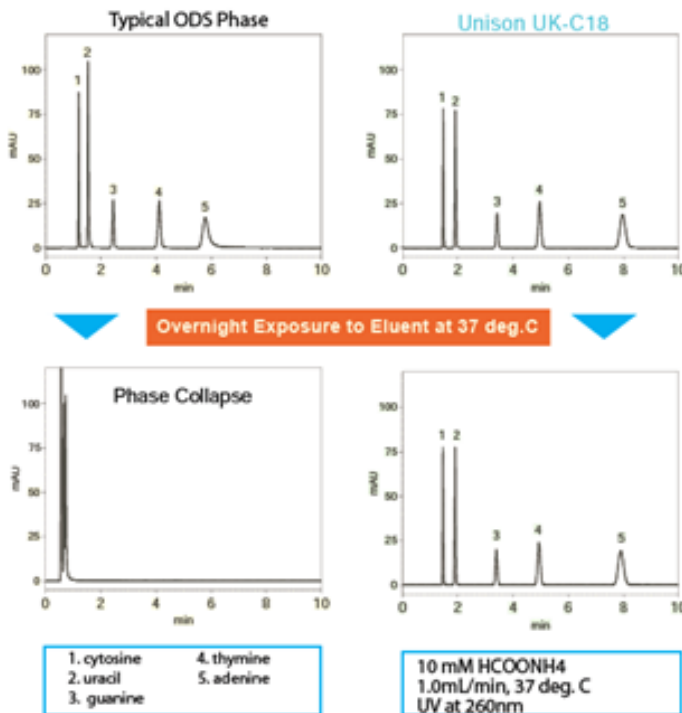 Typical ODS Phase
Unison UK-C18
100
75
50
25
0
mAU
1
2
3
4
5
0 2 4 6 8 10
min
100
75
50
25
0
mAU
1
2
3
4
5
0 2 4 6 8 10
min
Overnight Exposure to Eluent at 37 deg.C
Phase Collapse
100
75
50
25
0
mAU
0 2 4 6 8 10
min
100
75
50
25
0
mAU
1
2
3
4
5
0 2 4 6 8 10
min
1. cytosine 4. thymine
2. uracil 5. adenine
3. guanine
10 mM HCOONH4
1.0mL/min, 37 deg. C
UV at 260nm